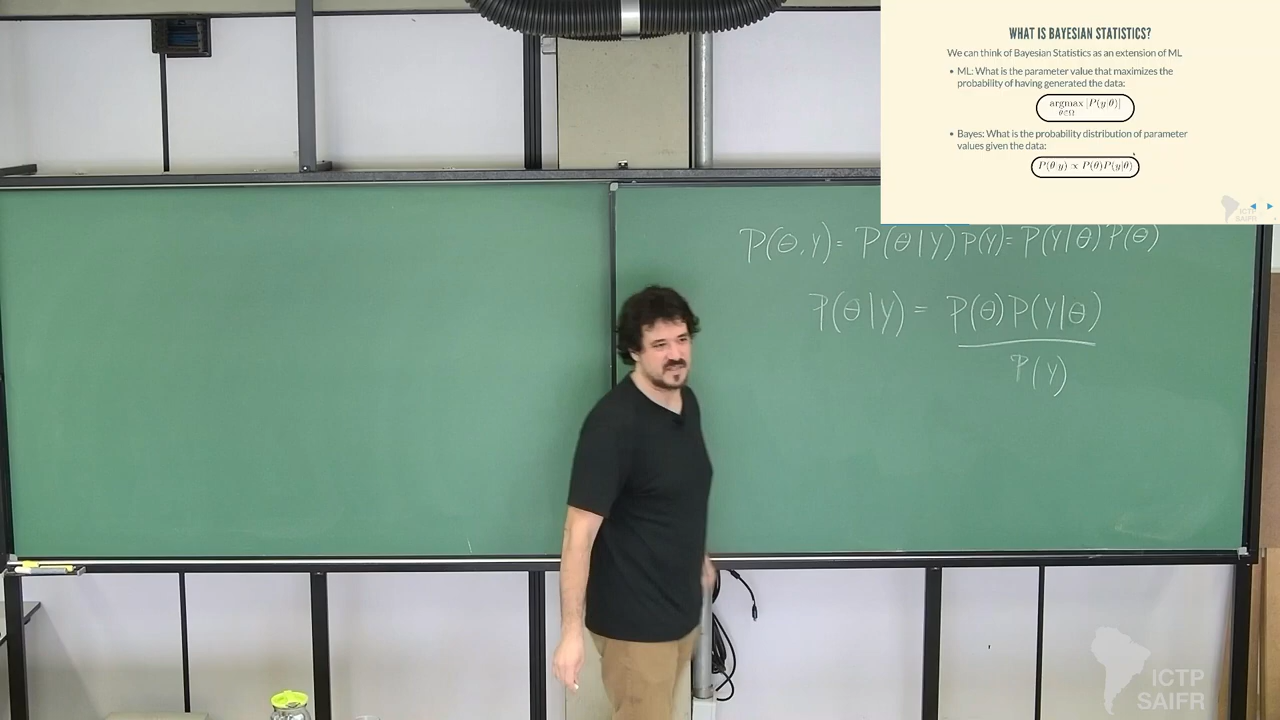 WHAT IS BAYESIAN STATISTICS?
We can think of Bayesian Statistics as an extension of ML
• ML: What is the parameter value that maximizes the
probability of having generated the data:
argmax |P(y|θ)|
θ∈Ω
• Bayes: What is the probability distribution of parameter
values given the data:
P(θ|y) ∝ P(θ)P(y|θ)
ICTP
SAIFR
P(θ,Y) = P(θ|Y)P(Y) = P(Y|θ)P(θ)
P(θ|Y) = P(θ)P(Y|θ)
P(Y)
ICTP
SAIFR